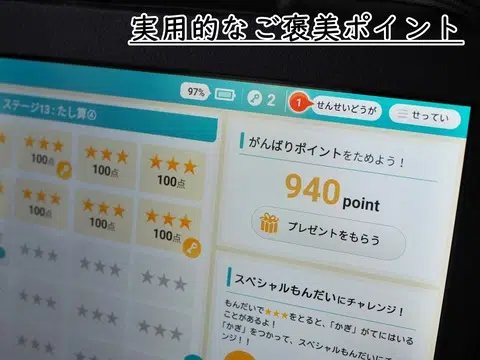 実用的なご褒美ポイント
97%
2
1
せんせいどうが
せってい
ステージ13：たし算④
100点
100点
100点
100点
100点
100点
がんばりポイントをためよう！
940 point
プレゼントをもらう
スペシャルもんだいにチャレンジ！
もんだいで★★★をとると、「かぎ」がてにはいる
ことがあるよ！
「かぎ」をつかって、スペシャルもんだいにチャ
レンジ！！